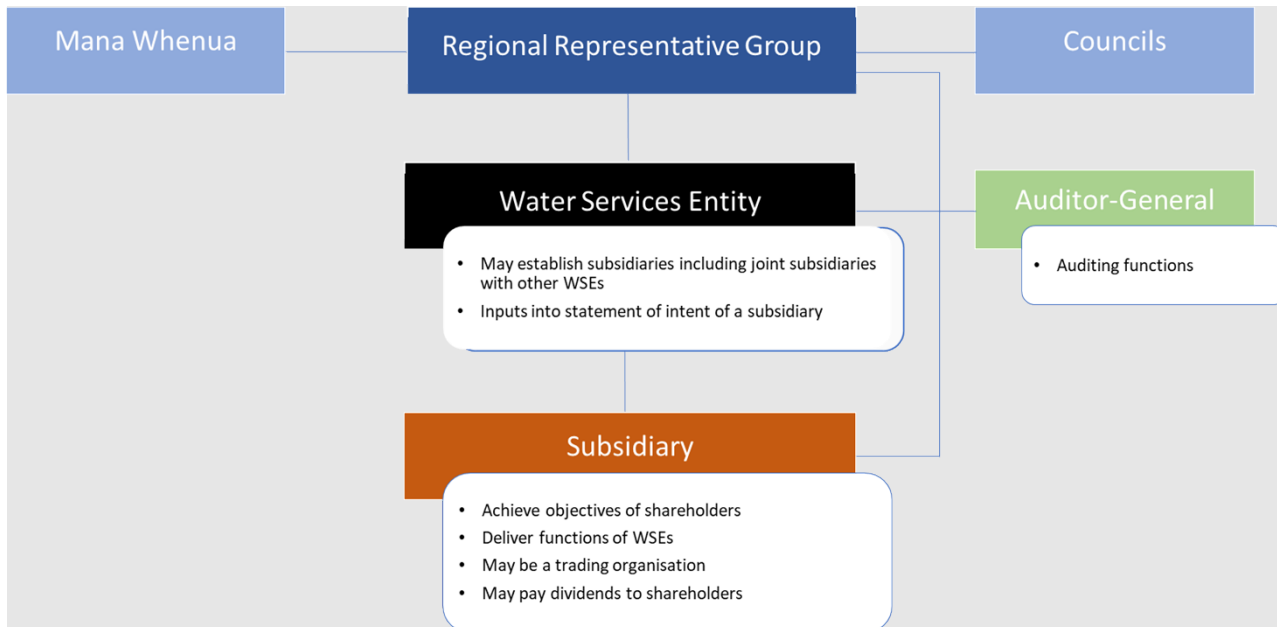 Mana Whenua
Regional Representative Group
Councils
Water Services Entity
• May establish subsidiaries including joint subsidiaries
with other WSEs
• Inputs into statement of intent of a subsidiary
Auditor-General
• Auditing functions
Subsidiary
• Achieve objectives of shareholders
• Deliver functions of WSEs
• May be a trading organisation
• May pay dividends to shareholders